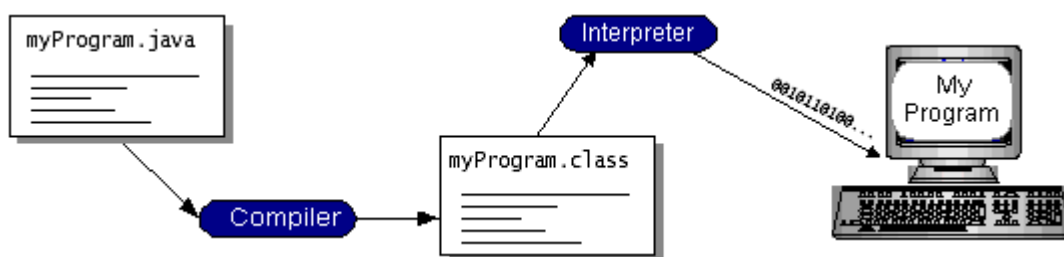 myProgram.java
Compiler
myProgram.class
Interpreter
0010110100...
My
Program